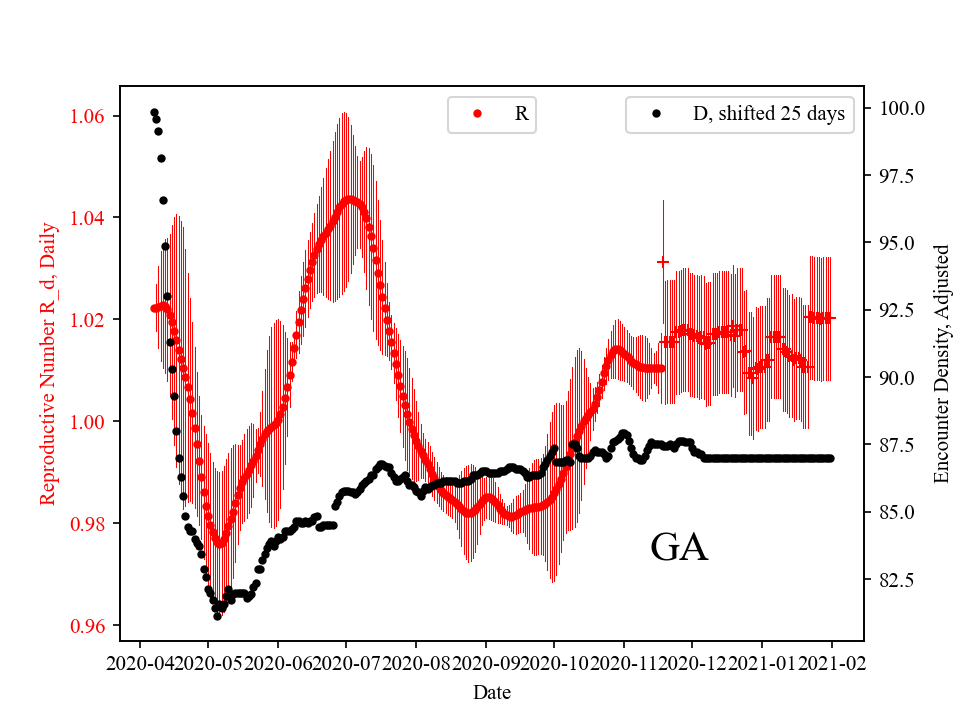 R
D, shifted 25 days
1.06
1.04
1.02
1.00
0.98
0.96
Reproductive Number R_d, Daily
100.0
97.5
95.0
92.5
90.0
87.5
85.0
82.5
Encounter Density, Adjusted
GA
2020-04 2020-05 2020-06 2020-07 2020-08 2020-09 2020-10 2020-11 2020-12 2021-01 2021-02
Date